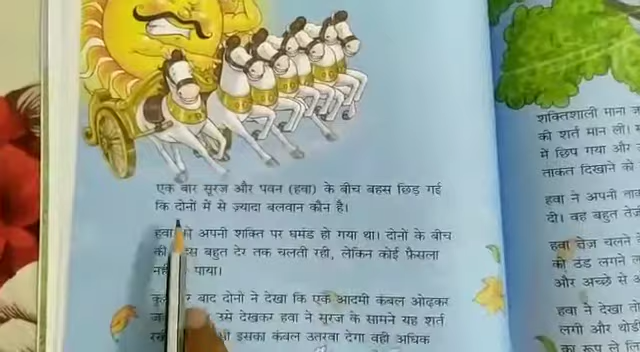 एक बार सूरज और पवन (हवा) के बीच बहस छिड़ गई
कि दोनों में से ज़्यादा बलवान कौन है।
हवा को अपनी शक्ति पर घमंड हो गया था। दोनों के बीच
की बहुत देर तक चलती रही, लेकिन कोई फ़ैसला
पाया।
बाद दोनों ने देखा कि एक आदमी कंबल ओढ़कर
उसे देखकर हवा ने सूरज के सामने यह शर्त
इसका कंबल उतरवा देगा वही अधिक
शक्तिशाली माना
की शर्त मान ली।
में छिप गया और
ताकत दिखाने को
हवा ने अपनी
दी। वह बहुत
हवा तेज़ चलने
को ठंड लगने
और अच्छे से
हवा ने देखा
लगी और थोड़ी
का रूप ले